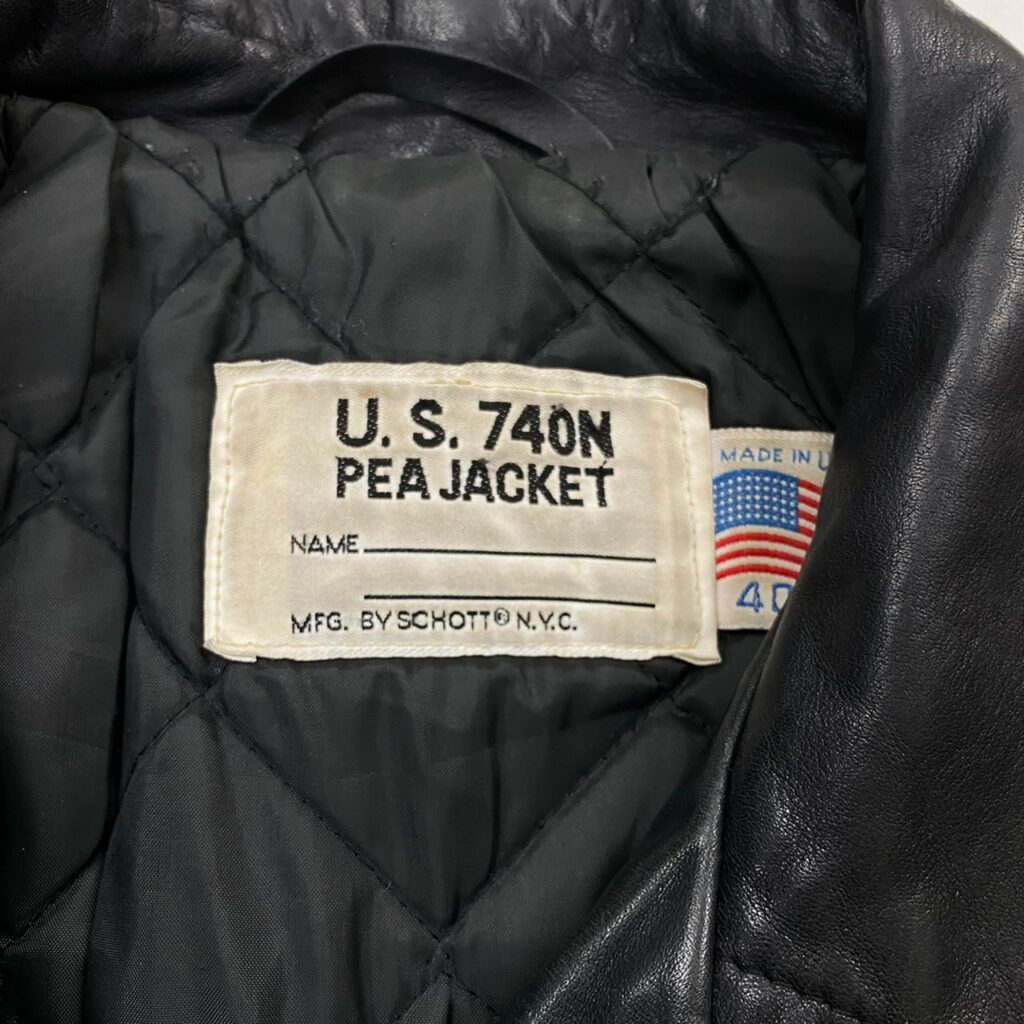 U. S. 740N
PEA JACKET
NAME
MFG. BY SCHOTT® N.Y.C.
MADE IN U
40